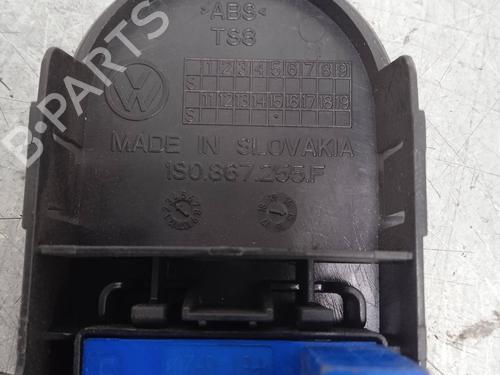 >ABS<
TSG
1 2 3 4 5 6 7 8 9
S
11 12 13 14 15 16 17 18 19
S
MADE IN SLOVAKIA
1S0.867.255.F
B-PARTS